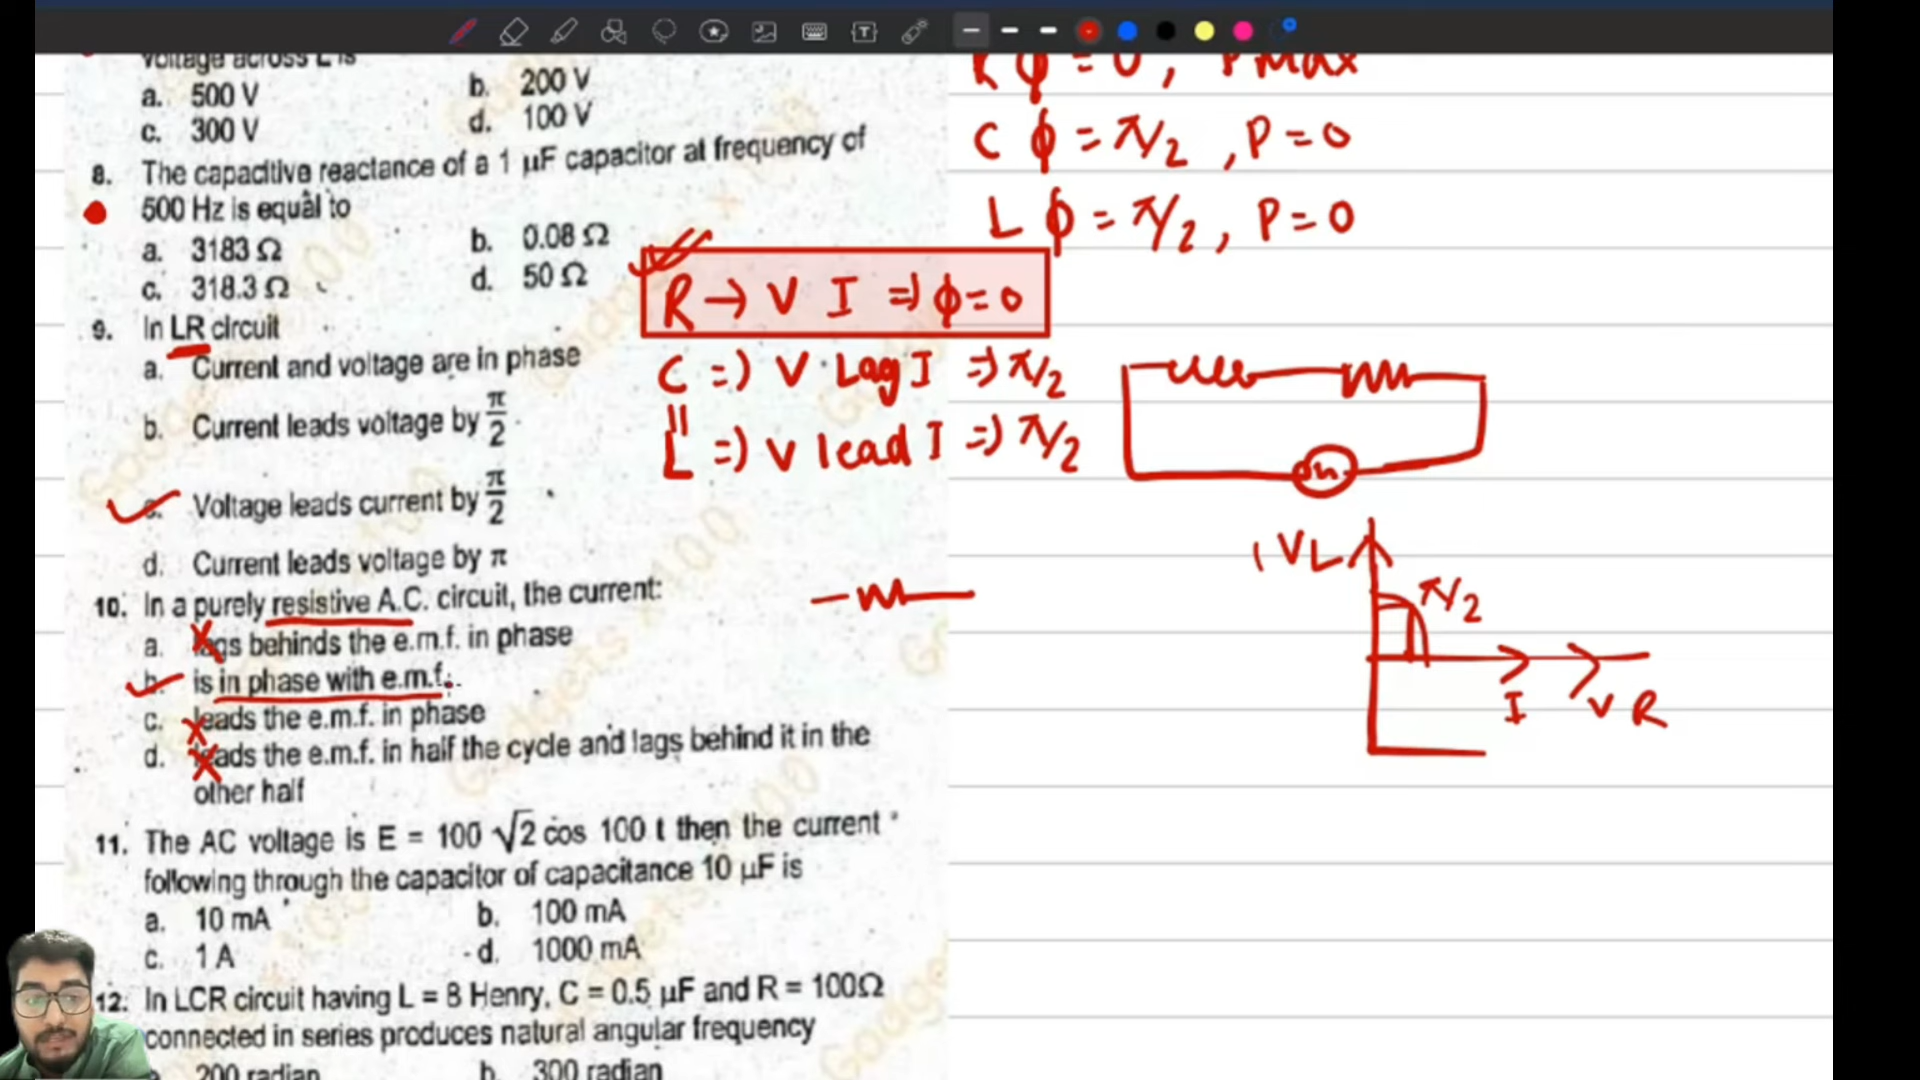 voltage across L is
a. 500 V b. 200 V
c. 300 V d. 100 V
8. The capacitive reactance of a 1 μF capacitor at frequency of
500 Hz is equal to
a. 3183 Ω b. 0.08 Ω
c. 318.3 Ω d. 50 Ω
9. In LR circuit
a. Current and voltage are in phase
b. Current leads voltage by π/2
c. Voltage leads current by π/2
d. Current leads voltage by π
10. In a purely resistive A.C. circuit, the current:
a. lags behinds the e.m.f. in phase
b. is in phase with e.m.f.
c. leads the e.m.f. in phase
d. leads the e.m.f. in half the cycle and lags behind it in the
other half
11. The AC voltage is E = 100 √2 cos 100 t then the current
following through the capacitor of capacitance 10 μF is
a. 10 mA b. 100 mA
c. 1 A d. 1000 mA
12. In LCR circuit having L = 8 Henry, C = 0.5 μF and R = 100Ω
connected in series produces natural angular frequency
a. 200 radian b. 300 radian
R φ = 0, P Max
C φ = π/2, P = 0
L φ = π/2, P = 0
R → V I ⇒ φ = 0
C ⇒ V Lag I ⇒ π/2
L ⇒ V lead I ⇒ π/2
VL
π/2
I VR
Gadgets x100